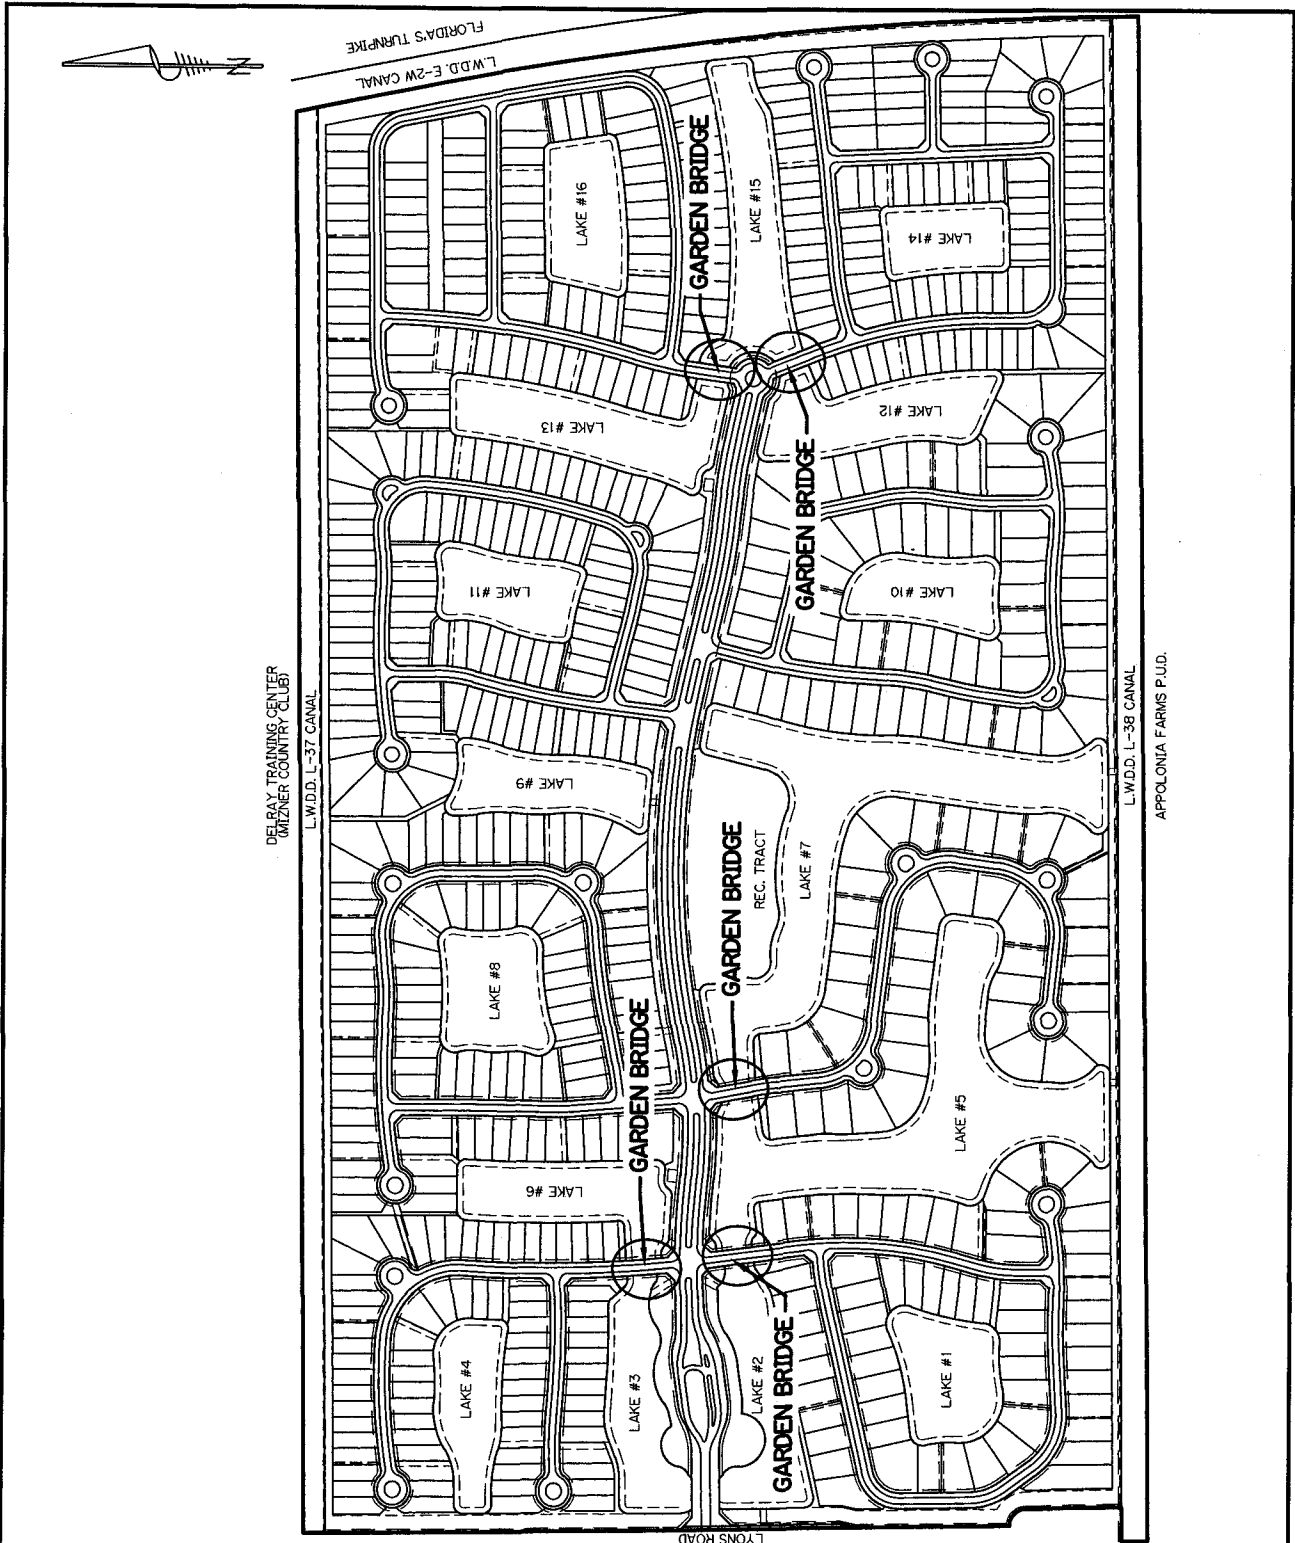 FLORIDA'S TURNPIKE
L.W.D.D. E-2W CANAL
N
LAKE #16
GARDEN BRIDGE
LAKE #15
LAKE #14
LAKE #13
LAKE #12
GARDEN BRIDGE
LAKE #11
LAKE #10
DELRAY TRAINING CENTER
(MIZNER COUNTRY CLUB)
L.W.D.D. L-37 CANAL
L.W.D.D. L-38 CANAL
APPOLONIA FARMS P.U.D.
LAKE #9
GARDEN BRIDGE
REC. TRACT
LAKE #7
LAKE #8
GARDEN BRIDGE
LAKE #5
LAKE #6
LAKE #4
LAKE #3
LAKE #2
GARDEN BRIDGE
LAKE #1
LYONS ROAD